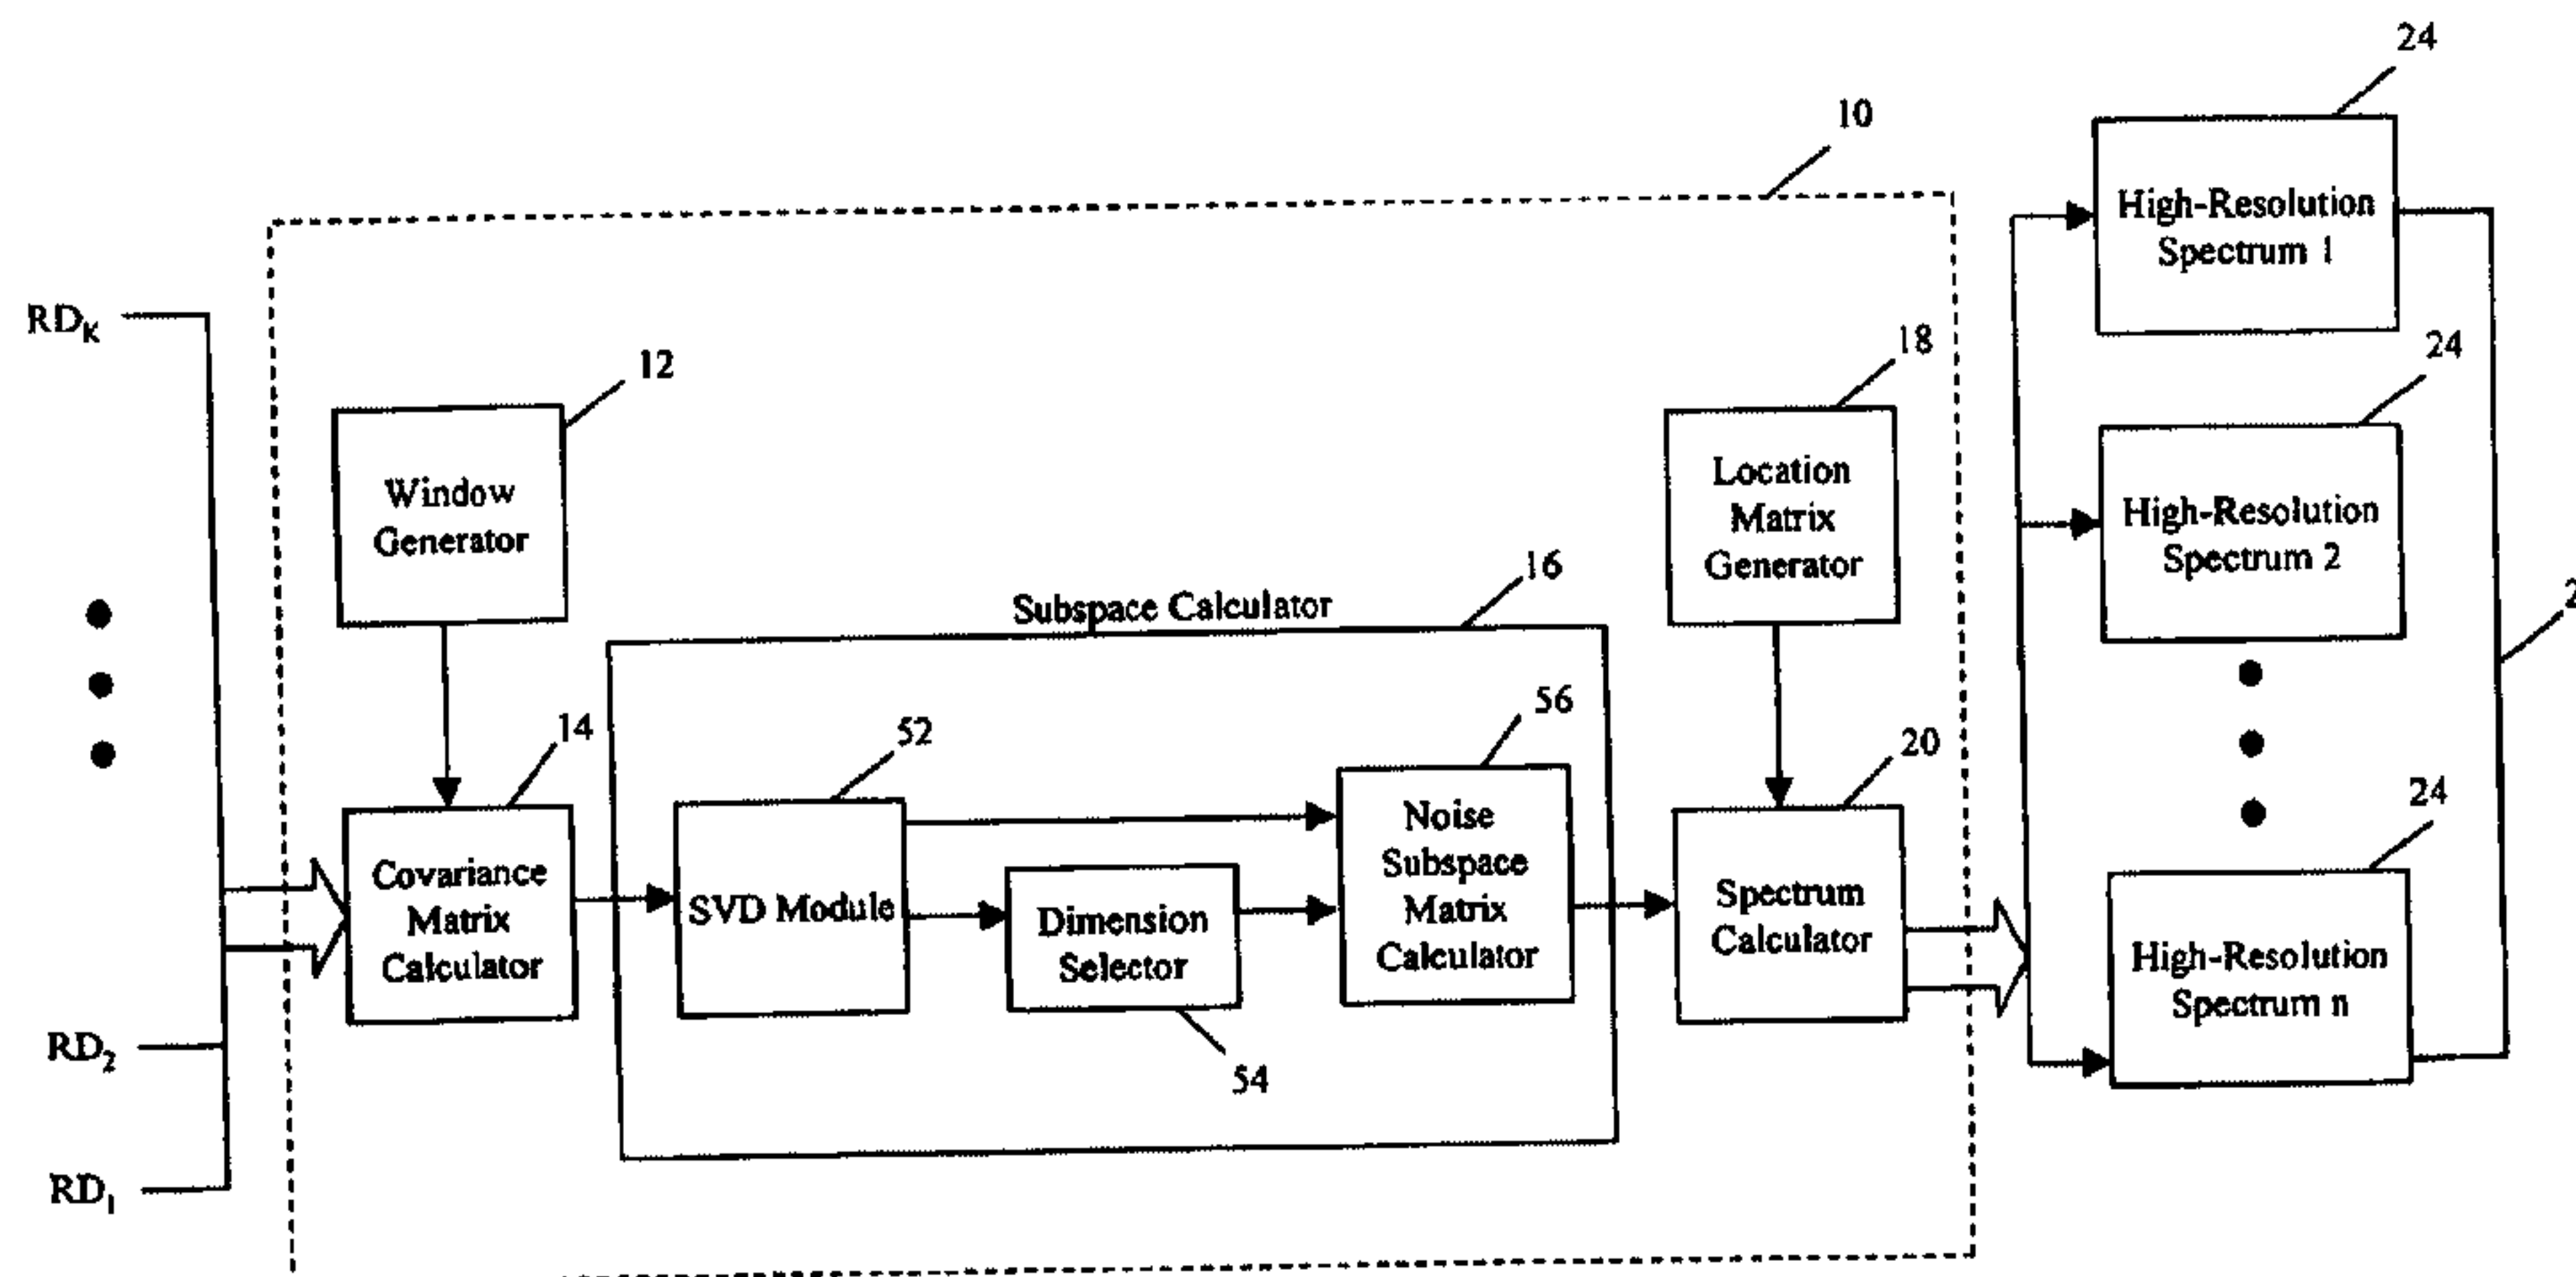 24
10
High-Resolution
Spectrum 1
RD_K
12
18
24
Window
Generator
Location
Matrix
Generator
High-Resolution
Spectrum 2
Subspace Calculator
16
14
52
56
20
24
Covariance
Matrix
Calculator
SVD Module
Dimension
Selector
Noise
Subspace
Matrix
Calculator
Spectrum
Calculator
High-Resolution
Spectrum n
54
RD_2
RD_1